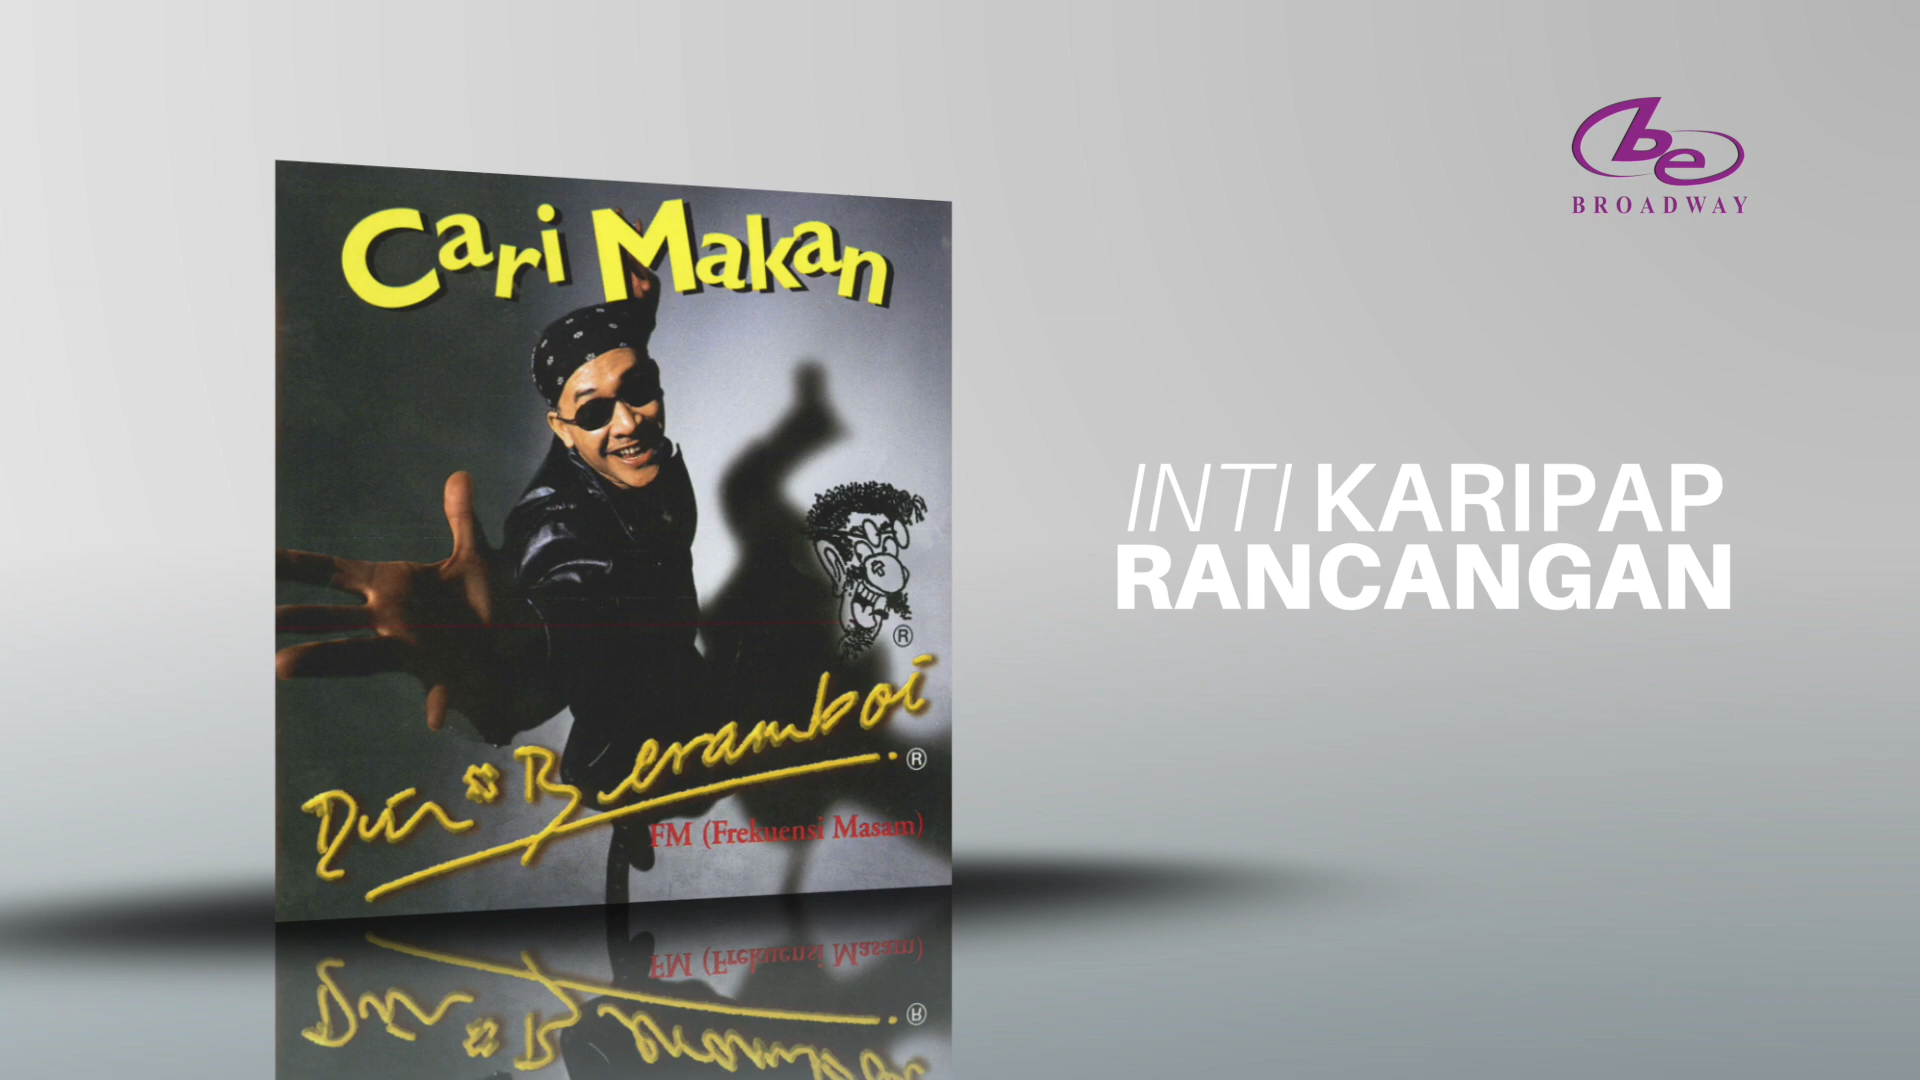 Cari Makan
®
Din Beramboi ®
FM (Frekuensi Masam)
be
BROADWAY
INTI KARIPAP
RANCANGAN